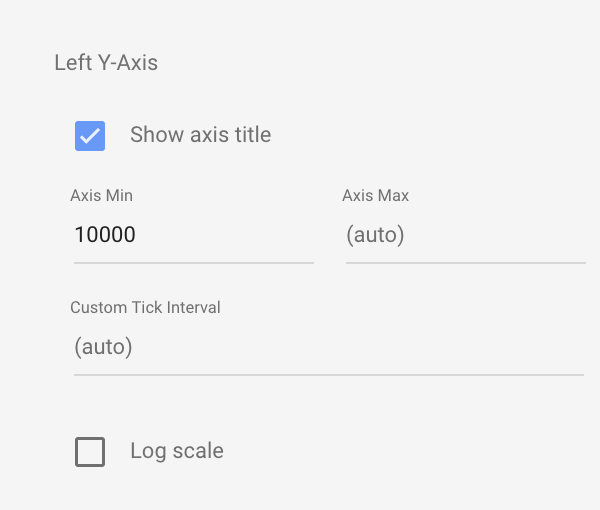 Left Y-Axis
Show axis title
Axis Min
Axis Max
10000
(auto)
Custom Tick Interval
(auto)
Log scale